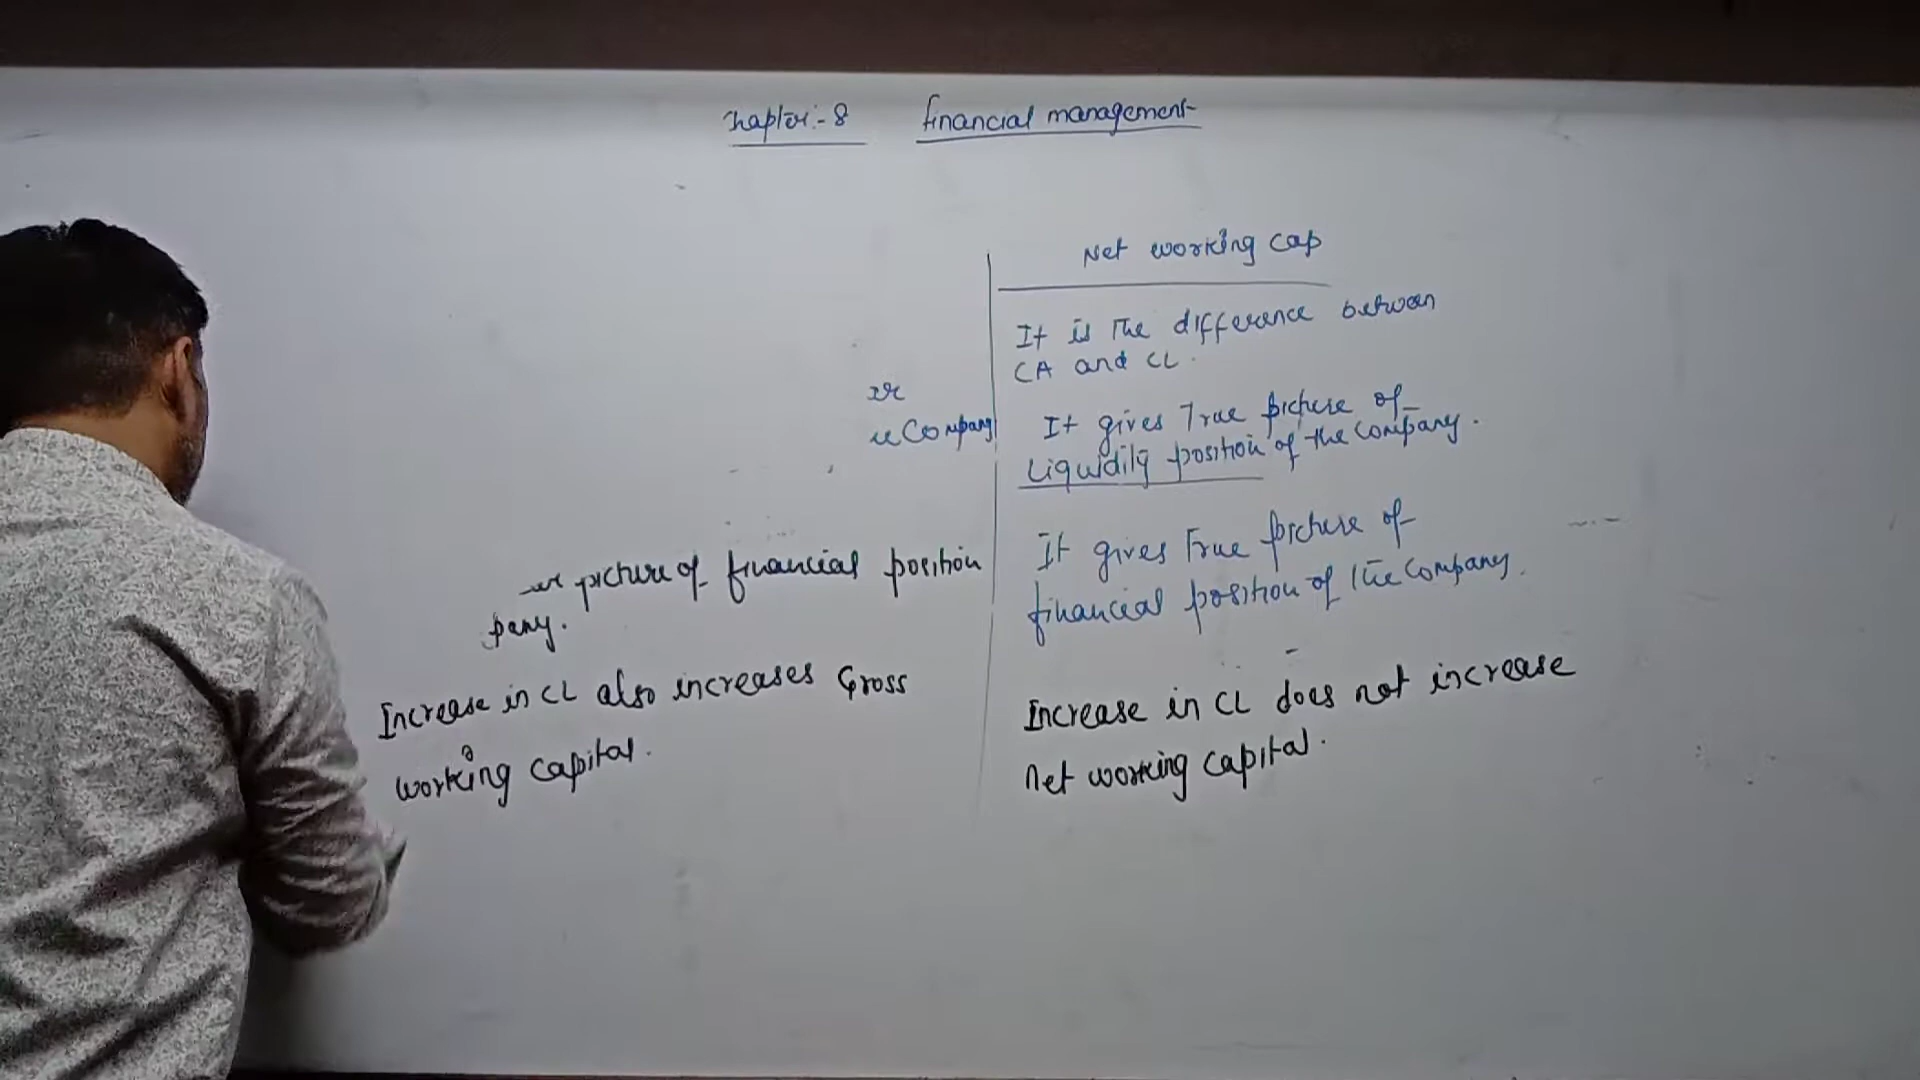 Chapter:- 8 financial management
Net working cap
It is The difference between
CA and CL.
It gives True picture of
Company
Liquidity position of the Company.
picture of financial position
pany.
It gives True picture of
financial position of the Company.
Increase in CL also increases Gross
working capital.
Increase in CL does not increase
Net working capital.